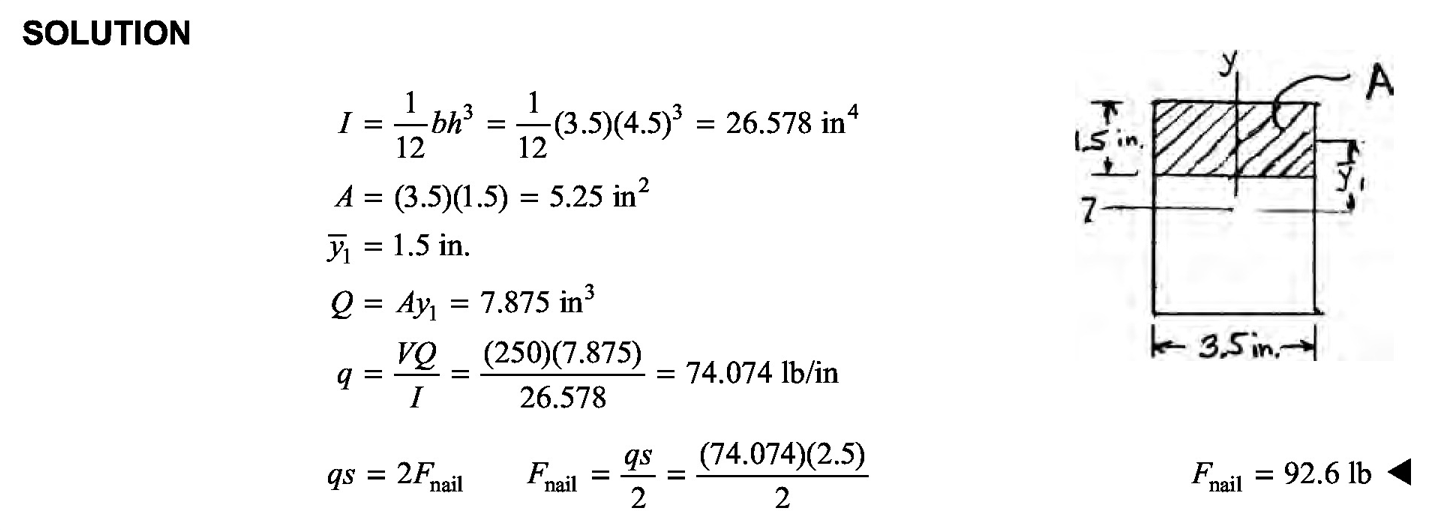 SOLUTION
I = 1/12 bh³ = 1/12 (3.5)(4.5)³ = 26.578 in⁴
A = (3.5)(1.5) = 5.25 in²
y̅₁ = 1.5 in.
Q = Ay₁ = 7.875 in³
q = VQ/I = (250)(7.875)/26.578 = 74.074 lb/in
qs = 2F_nail F_nail = qs/2 = (74.074)(2.5)/2 F_nail = 92.6 lb ◄
y
A
1.5 in.
y̅₁
z
3.5 in.